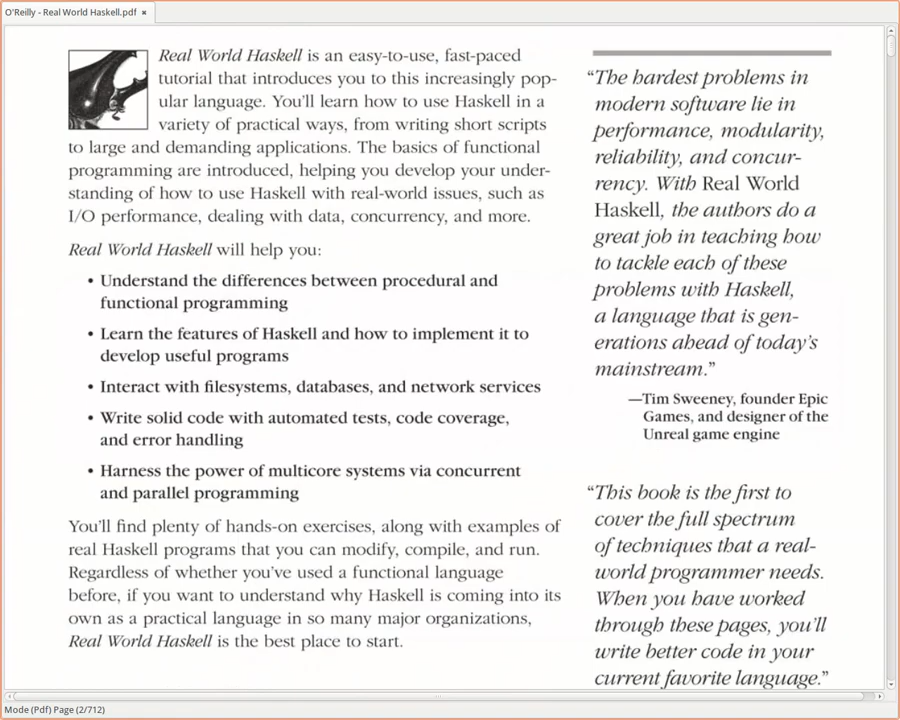 O'Reilly - Real World Haskell.pdf ×
Real World Haskell is an easy-to-use, fast-paced
tutorial that introduces you to this increasingly pop-
ular language. You'll learn how to use Haskell in a
variety of practical ways, from writing short scripts
to large and demanding applications. The basics of functional
programming are introduced, helping you develop your under-
standing of how to use Haskell with real-world issues, such as
I/O performance, dealing with data, concurrency, and more.
Real World Haskell will help you:
• Understand the differences between procedural and
functional programming
• Learn the features of Haskell and how to implement it to
develop useful programs
• Interact with filesystems, databases, and network services
• Write solid code with automated tests, code coverage,
and error handling
• Harness the power of multicore systems via concurrent
and parallel programming
You'll find plenty of hands-on exercises, along with examples of
real Haskell programs that you can modify, compile, and run.
Regardless of whether you've used a functional language
before, if you want to understand why Haskell is coming into its
own as a practical language in so many major organizations,
Real World Haskell is the best place to start.
“The hardest problems in
modern software lie in
performance, modularity,
reliability, and concur-
rency. With Real World
Haskell, the authors do a
great job in teaching how
to tackle each of these
problems with Haskell,
a language that is gen-
erations ahead of today's
mainstream.”
—Tim Sweeney, founder Epic
Games, and designer of the
Unreal game engine
“This book is the first to
cover the full spectrum
of techniques that a real-
world programmer needs.
When you have worked
through these pages, you'll
write better code in your
current favorite language.”
Mode (Pdf) Page (2/712)